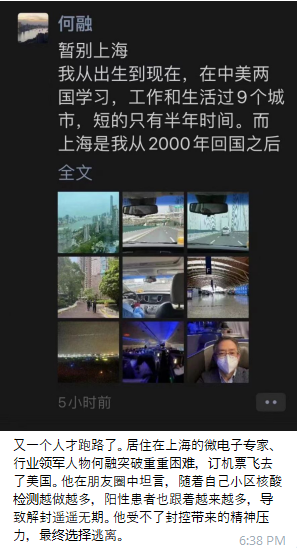 何融
暂别上海
我从出生到现在，在中美两
国学习，工作和生活过9个城
市，短的只有半年时间。而
上海是我从2000年回国之后
全文
5小时前
又一个人才跑路了。居住在上海的微电子专家、
行业领军人物何融突破重重困难，订机票飞去
了美国。他在朋友圈中坦言，随着自己小区核酸
检测越做越多，阳性患者也跟着越来越多，导
致解封遥遥无期。他受不了封控带来的精神压
力，最终选择逃离。
6:38 PM